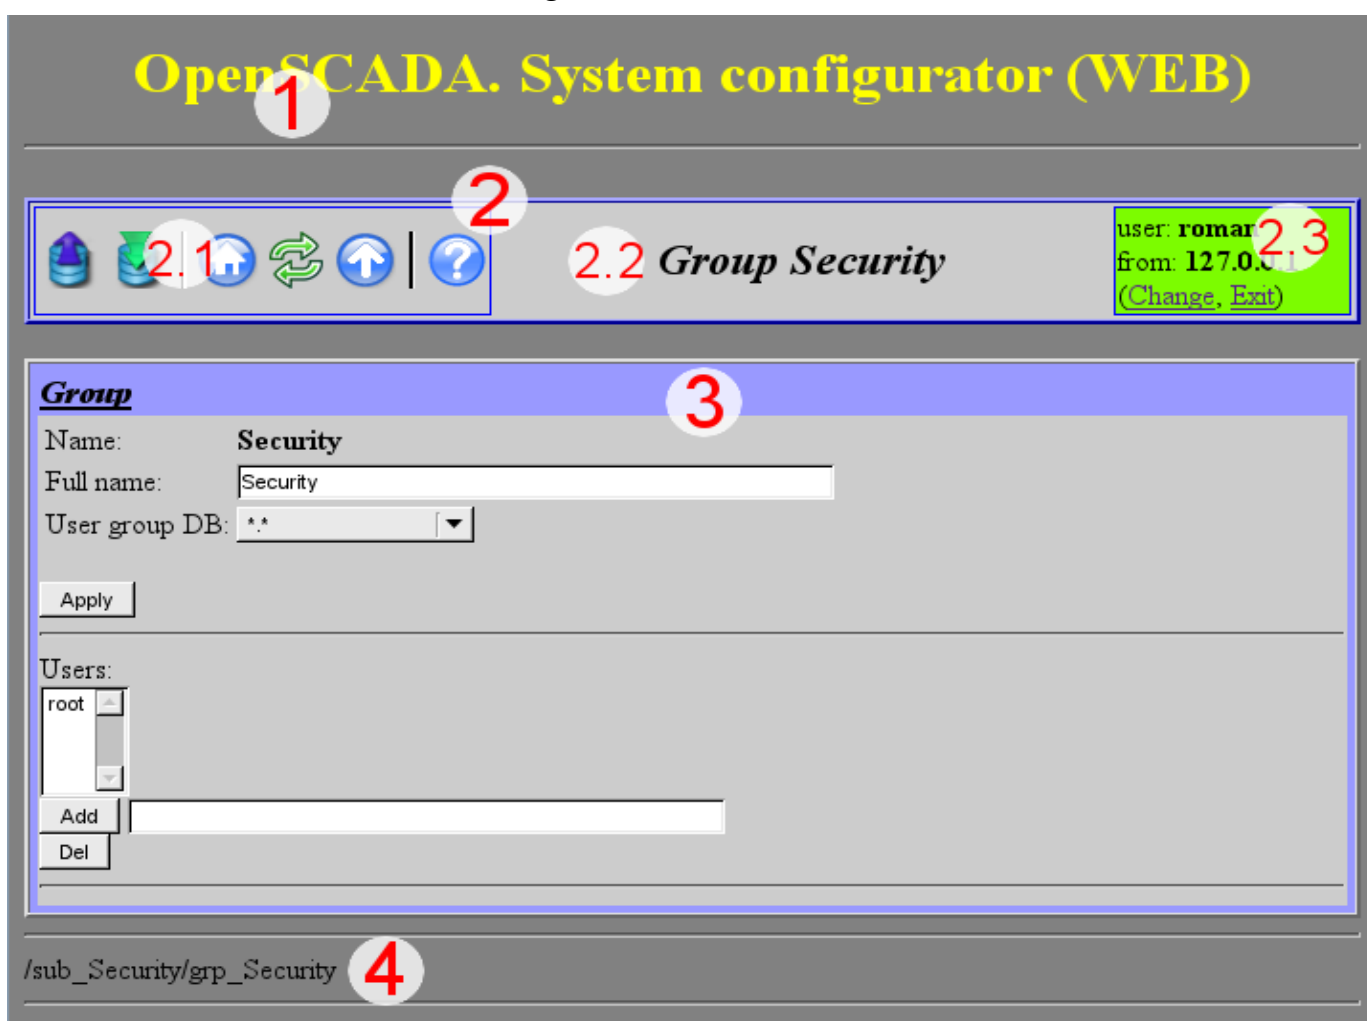 OpenSCADA. System configurator (WEB)
1
2
2.1
2.2 Group Security
user: roman
2.3
from: 127.0.0.1
(Change, Exit)
Group
3
Name: Security
Full name: Security
User group DB: *.*
Apply
Users:
root
Add
Del
/sub_Security/grp_Security 4